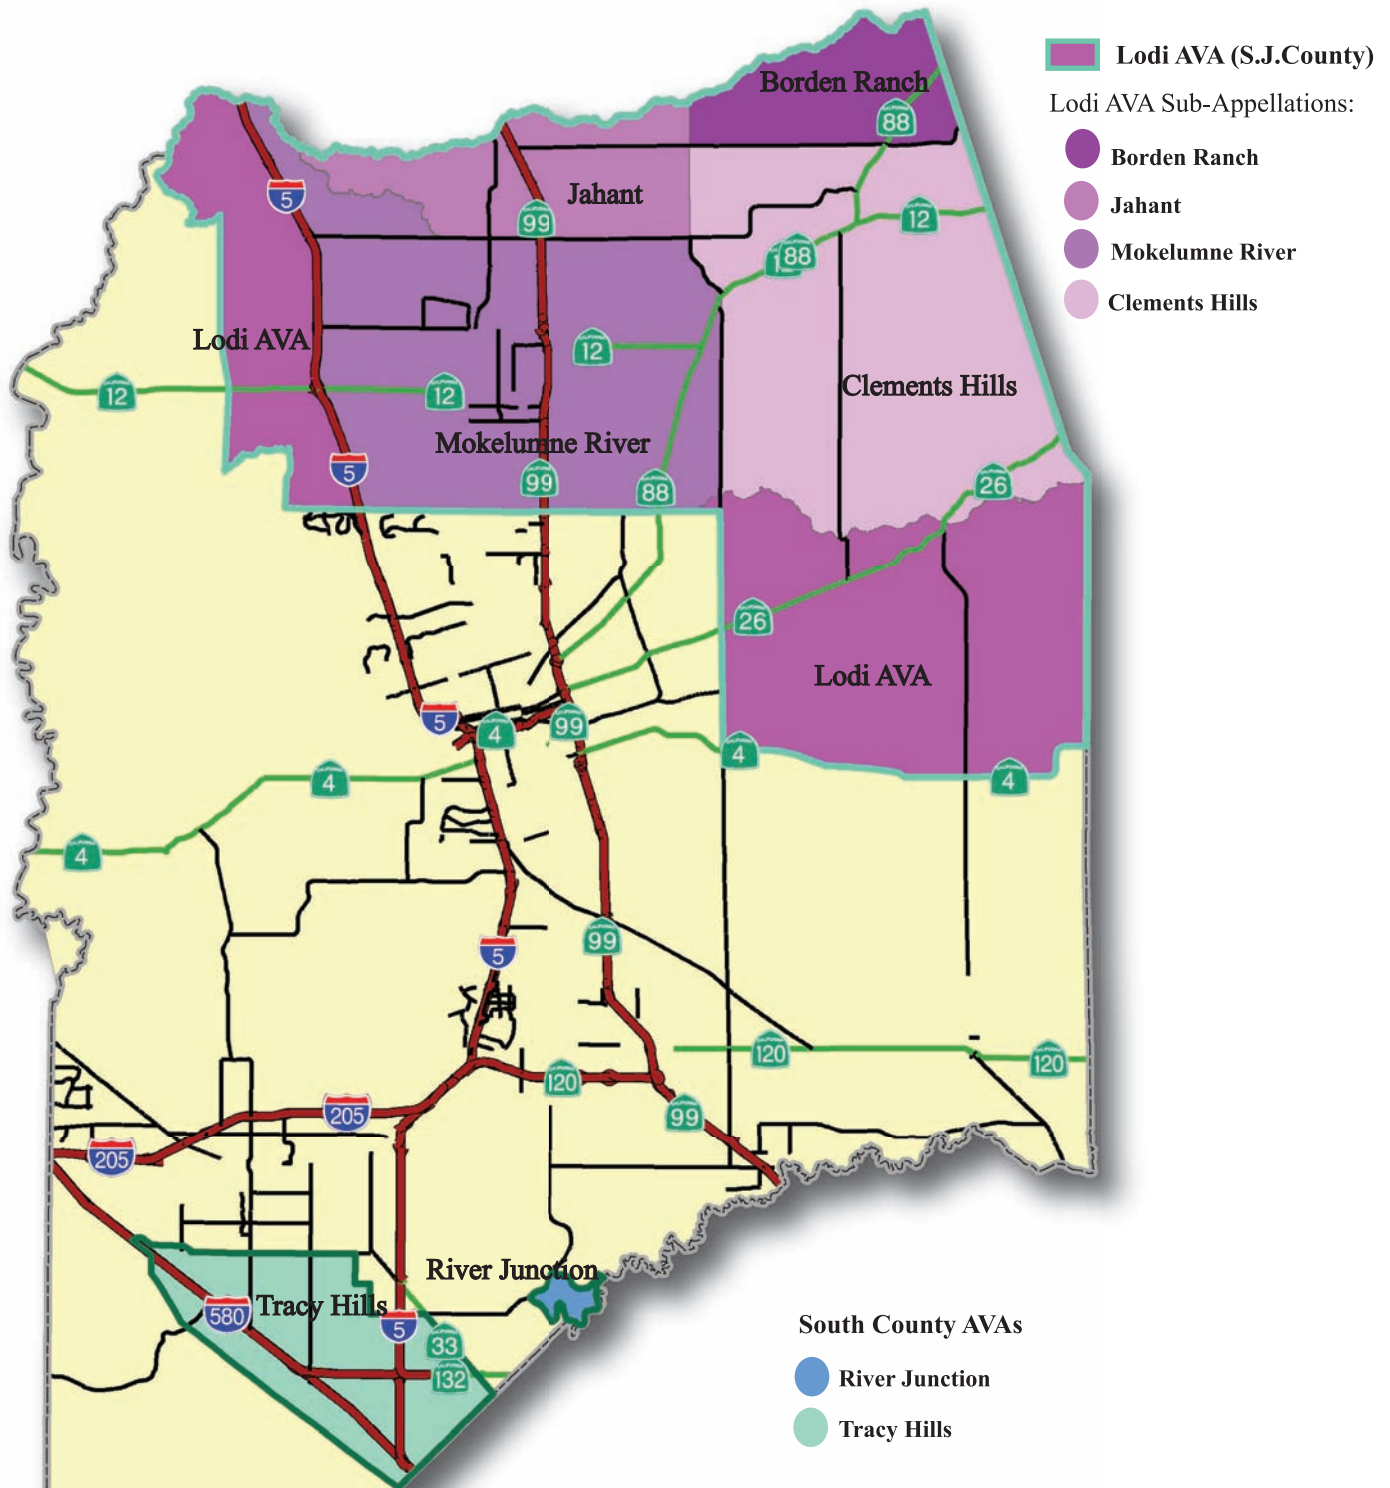 Lodi AVA (S.J.County)
Lodi AVA Sub-Appellations:
Borden Ranch
Jahant
Mokelumne River
Clements Hills
Borden Ranch
88
5
Jahant
99
12
88
Lodi AVA
12
12
12
Clements Hills
Mokelumne River
5
99
88
26
26
Lodi AVA
5
4
99
4
4
4
4
99
5
120
120
120
205
99
205
River Junction
580
Tracy Hills
5
33
132
South County AVAs
River Junction
Tracy Hills